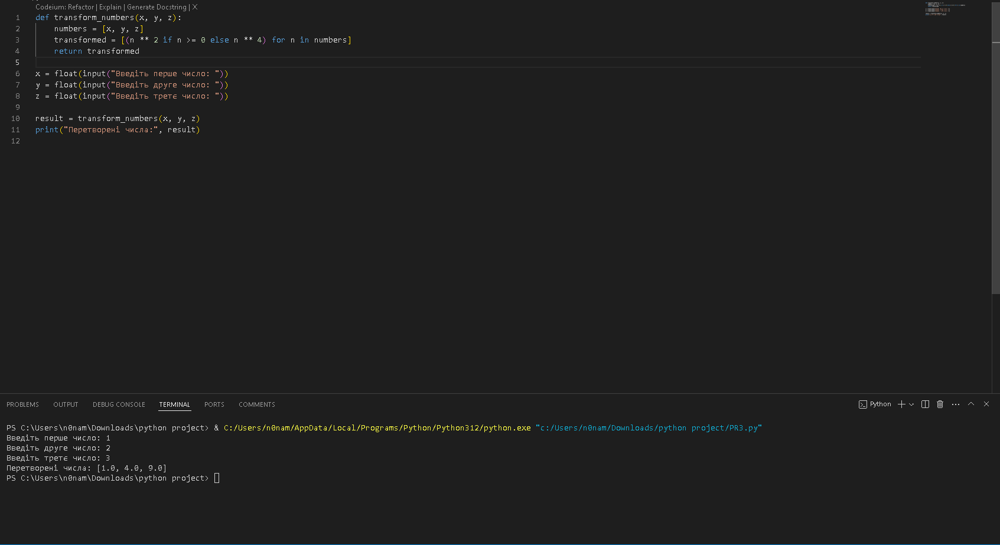 Codeium: Refactor | Explain | Generate Docstring | X
1 def transform_numbers(x, y, z):
2     numbers = [x, y, z]
3     transformed = [(n ** 2 if n >= 0 else n ** 4) for n in numbers]
4     return transformed
5
6 x = float(input("Введіть перше число: "))
7 y = float(input("Введіть друге число: "))
8 z = float(input("Введіть третє число: "))
9
10 result = transform_numbers(x, y, z)
11 print("Перетворені числа:", result)
12
PROBLEMS OUTPUT DEBUG CONSOLE TERMINAL PORTS COMMENTS Python
PS C:\Users\n0nam\Downloads\python project> & C:/Users/n0nam/AppData/Local/Programs/Python/Python312/python.exe "c:/Users/n0nam/Downloads/python project/PR3.py"
Введіть перше число: 1
Введіть друге число: 2
Введіть третє число: 3
Перетворені числа: [1.0, 4.0, 9.0]
PS C:\Users\n0nam\Downloads\python project>